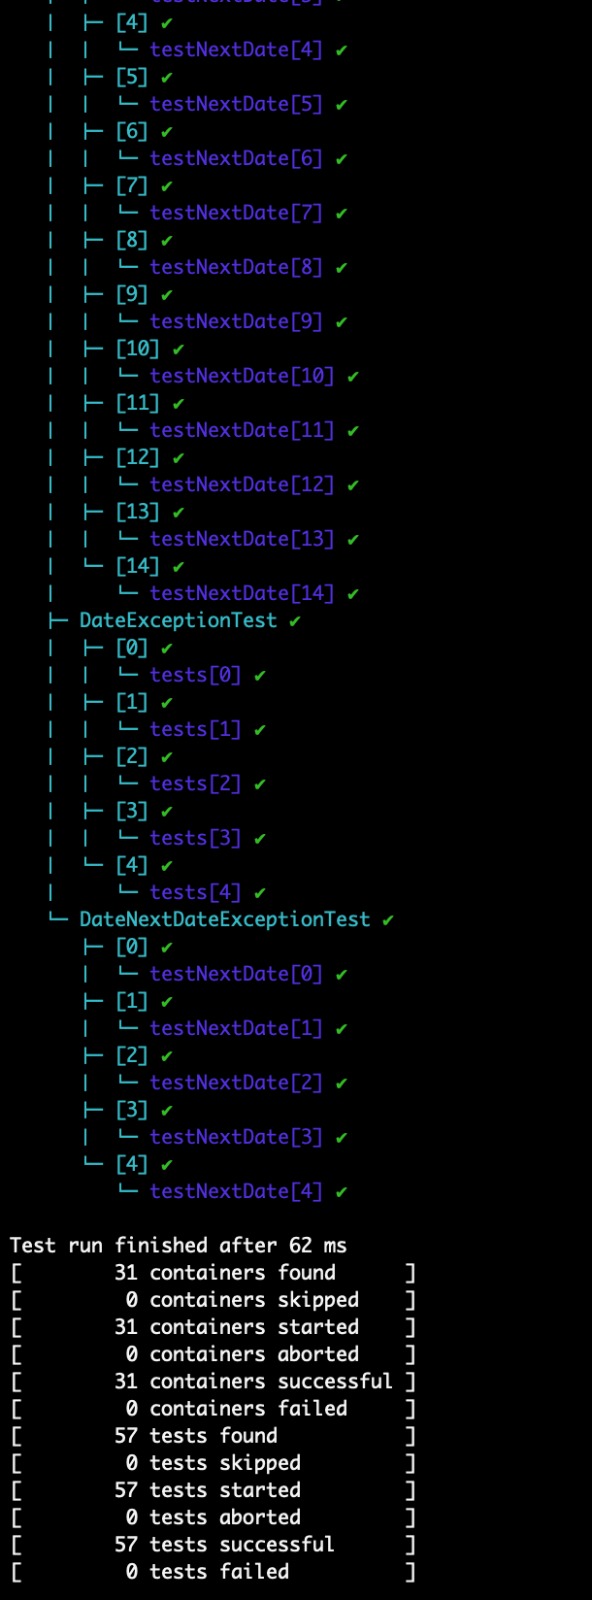 │  ├─ [4] ✔
│  │  └─ testNextDate[4] ✔
│  ├─ [5] ✔
│  │  └─ testNextDate[5] ✔
│  ├─ [6] ✔
│  │  └─ testNextDate[6] ✔
│  ├─ [7] ✔
│  │  └─ testNextDate[7] ✔
│  ├─ [8] ✔
│  │  └─ testNextDate[8] ✔
│  ├─ [9] ✔
│  │  └─ testNextDate[9] ✔
│  ├─ [10] ✔
│  │  └─ testNextDate[10] ✔
│  ├─ [11] ✔
│  │  └─ testNextDate[11] ✔
│  ├─ [12] ✔
│  │  └─ testNextDate[12] ✔
│  ├─ [13] ✔
│  │  └─ testNextDate[13] ✔
│  └─ [14] ✔
│     └─ testNextDate[14] ✔
├─ DateExceptionTest ✔
│  ├─ [0] ✔
│  │  └─ tests[0] ✔
│  ├─ [1] ✔
│  │  └─ tests[1] ✔
│  ├─ [2] ✔
│  │  └─ tests[2] ✔
│  ├─ [3] ✔
│  │  └─ tests[3] ✔
│  └─ [4] ✔
│     └─ tests[4] ✔
└─ DateNextDateExceptionTest ✔
   ├─ [0] ✔
   │  └─ testNextDate[0] ✔
   ├─ [1] ✔
   │  └─ testNextDate[1] ✔
   ├─ [2] ✔
   │  └─ testNextDate[2] ✔
   ├─ [3] ✔
   │  └─ testNextDate[3] ✔
   └─ [4] ✔
      └─ testNextDate[4] ✔
Test run finished after 62 ms
[        31 containers found      ]
[         0 containers skipped    ]
[        31 containers started    ]
[         0 containers aborted    ]
[        31 containers successful ]
[         0 containers failed     ]
[        57 tests found           ]
[         0 tests skipped         ]
[        57 tests started         ]
[         0 tests aborted         ]
[        57 tests successful      ]
[         0 tests failed          ]